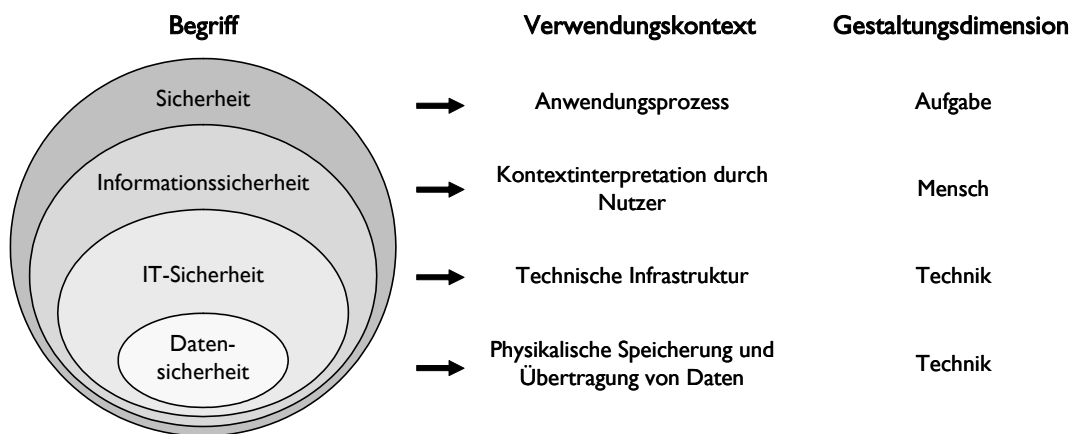 Begriff Verwendungskontext Gestaltungsdimension
Sicherheit Anwendungsprozess Aufgabe
Informationssicherheit Kontextinterpretation durch
Nutzer Mensch
IT-Sicherheit Technische Infrastruktur Technik
Daten-
sicherheit Physikalische Speicherung und
Übertragung von Daten Technik